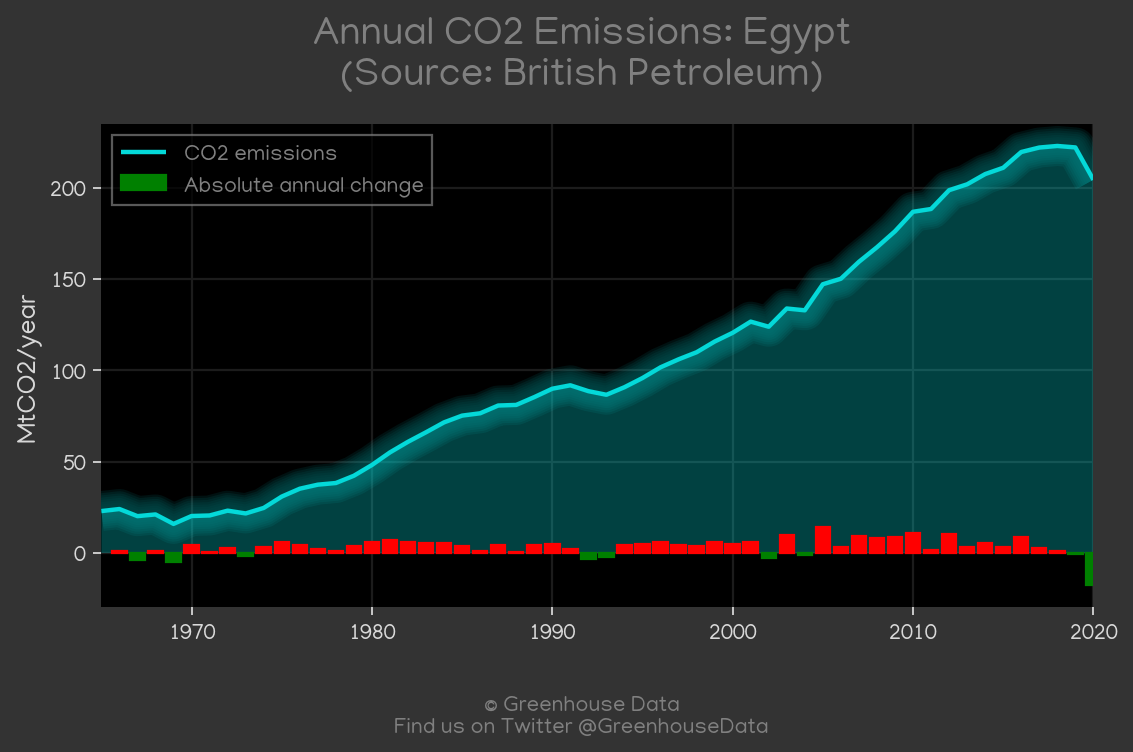 Annual CO2 Emissions: Egypt
(Source: British Petroleum)
CO2 emissions
Absolute annual change
MtCO2/year
200
150
100
50
0
1970 1980 1990 2000 2010 2020
© Greenhouse Data
Find us on Twitter @GreenhouseData